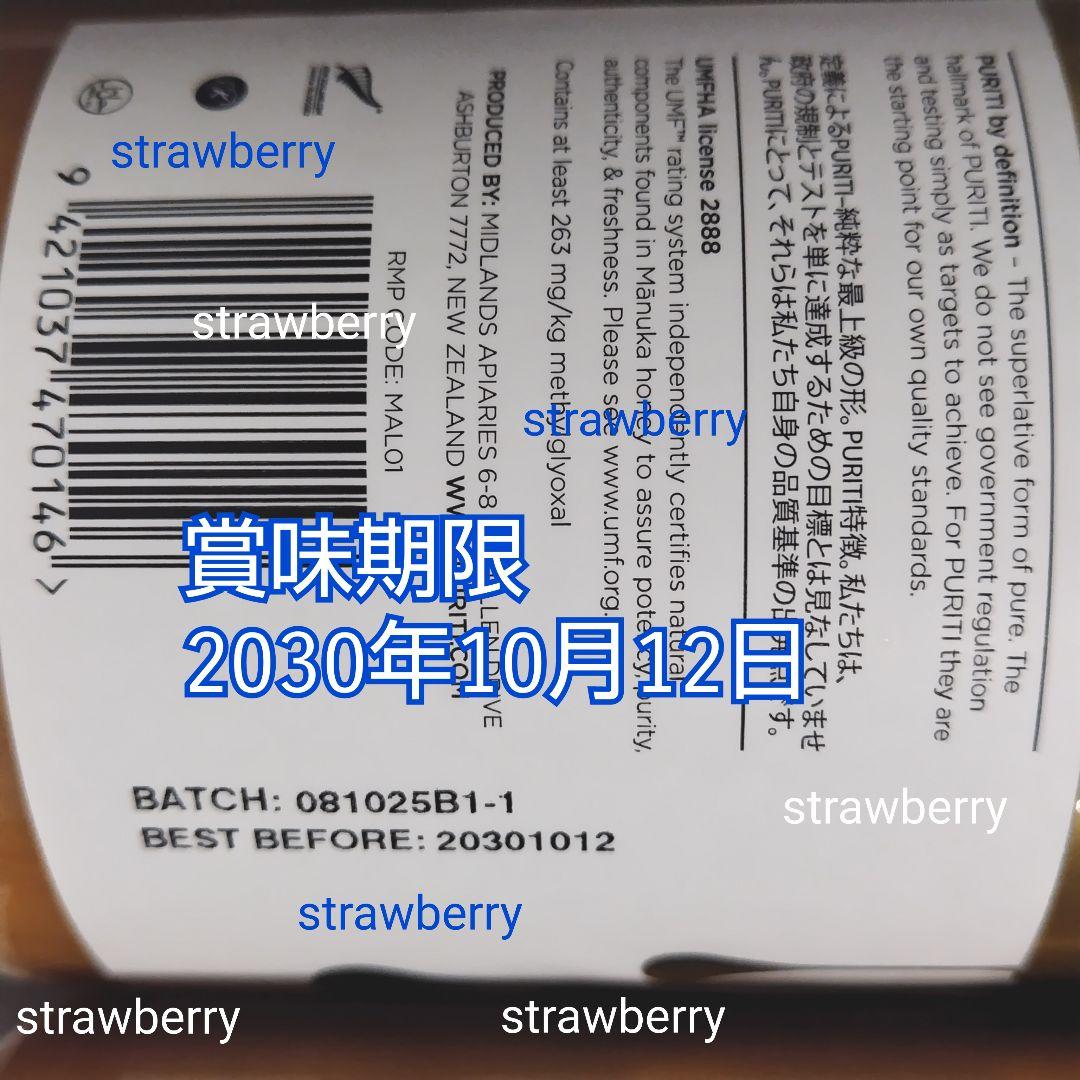 PURITI by definition - The superlative form of pure. The
hallmark of PURITI. We do not see government regulation
and testing simply as targets to achieve. For PURITI they are
the starting point for our own quality standards.
定義によるPURITI-純粋な最上級の形。PURITI特徴。私たちは、
政府の規制とテストを単に達成するための目標とは見なしていませ
ん。PURITIにとって、それらは私たち自身の品質基準の出発点です。
UMFHA license 2888
The UMF™ rating system independently certifies natural
components found in Mānuka honey to assure potency, purity,
authenticity, & freshness. Please see www.umf.org.
Contains at least 263 mg/kg methylglyoxal
PRODUCED BY: MIDLANDS APIARIES 6-8
ASHBURTON 7772, NEW ZEALAND
RMP CODE: MAL01
9 421037 470146 >
strawberry
strawberry
strawberry
賞味期限
2030年10月12日
BATCH: 081025B1-1
BEST BEFORE: 20301012
strawberry
strawberry
strawberry
strawberry